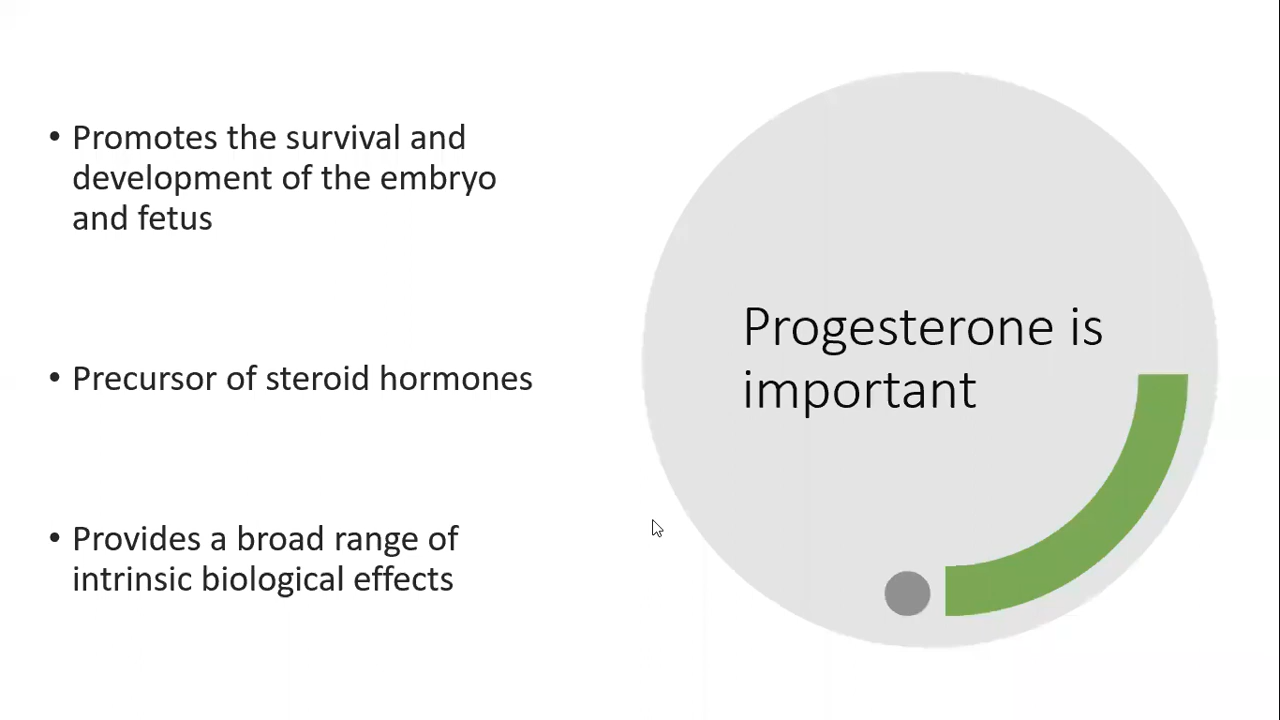 • Promotes the survival and
development of the embryo
and fetus
• Precursor of steroid hormones
• Provides a broad range of
intrinsic biological effects
Progesterone is
important